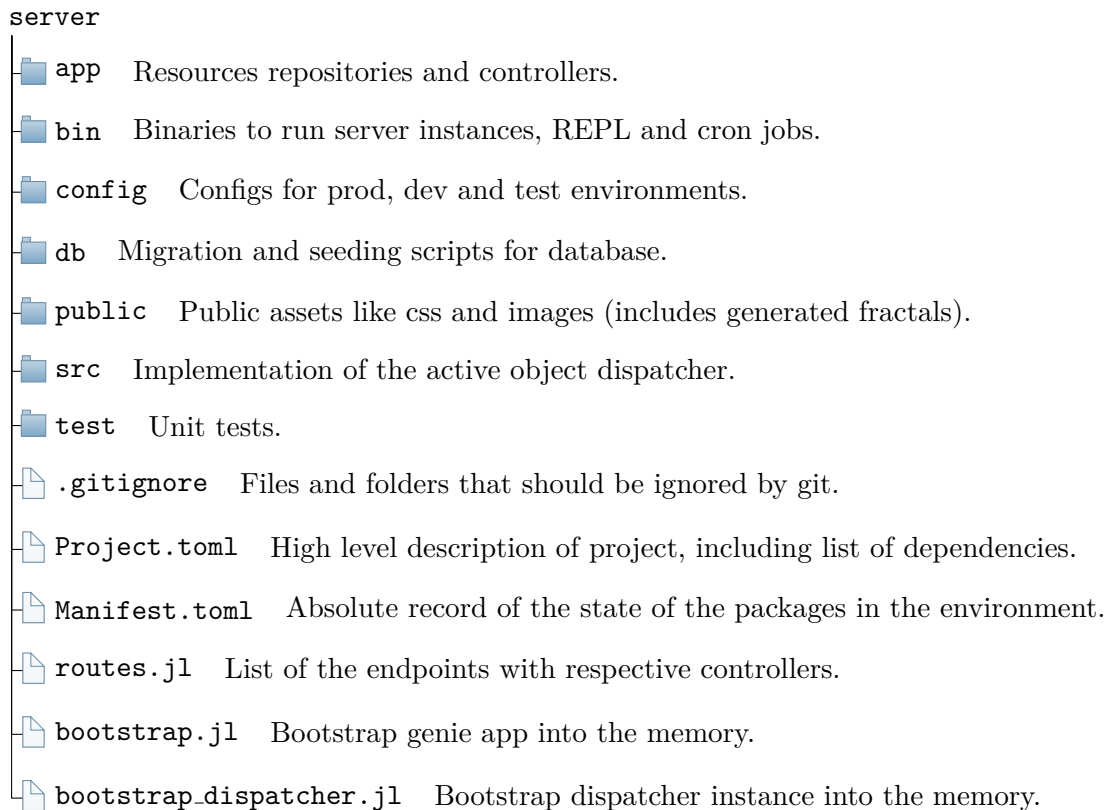 server
app Resources repositories and controllers.
bin Binaries to run server instances, REPL and cron jobs.
config Configs for prod, dev and test environments.
db Migration and seeding scripts for database.
public Public assets like css and images (includes generated fractals).
src Implementation of the active object dispatcher.
test Unit tests.
.gitignore Files and folders that should be ignored by git.
Project.toml High level description of project, including list of dependencies.
Manifest.toml Absolute record of the state of the packages in the environment.
routes.jl List of the endpoints with respective controllers.
bootstrap.jl Bootstrap genie app into the memory.
bootstrap_dispatcher.jl Bootstrap dispatcher instance into the memory.